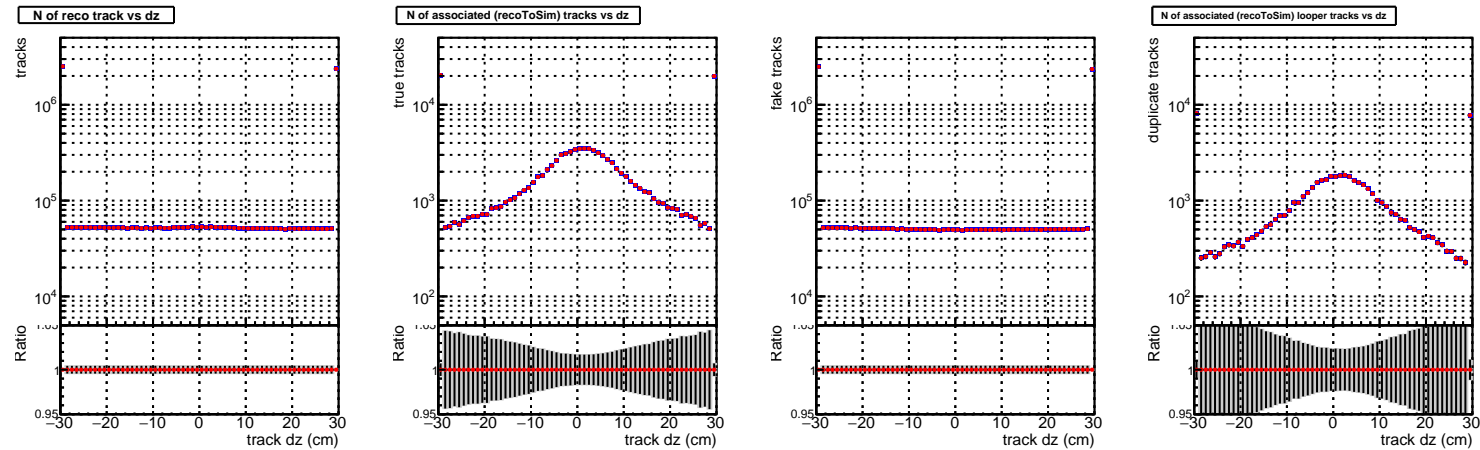 N of reco track vs dz
tracks
10^6
10^5
10^4
Ratio
1
0.95
−30 −20 −10 0 10 20 30
track dz (cm)
N of associated (recoToSim) tracks vs dz
true tracks
10^4
10^3
10^2
Ratio
1
0.95
−30 −20 −10 0 10 20 30
track dz (cm)
fake tracks
10^6
10^5
10^4
Ratio
1
0.95
−30 −20 −10 0 10 20 30
track dz (cm)
N of associated (recoToSim) looper tracks vs dz
duplicate tracks
10^4
10^3
10^2
Ratio
1
0.95
−30 −20 −10 0 10 20 30
track dz (cm)